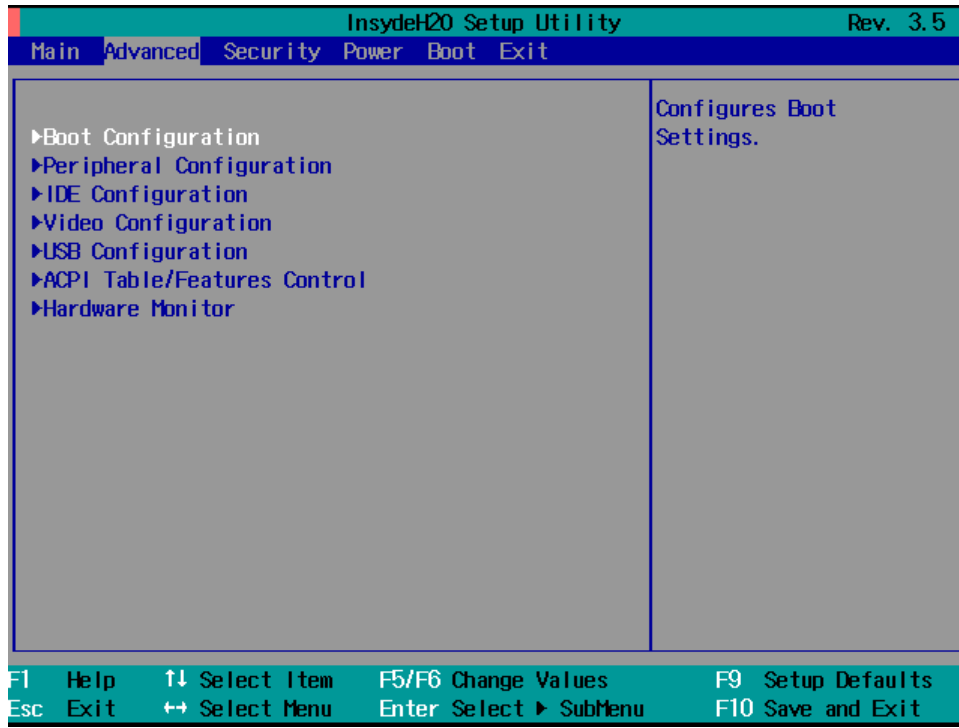 InsydeH2O Setup Utility Rev. 3.5
Main Advanced Security Power Boot Exit
Configures Boot
Settings.
▶Boot Configuration
▶Peripheral Configuration
▶IDE Configuration
▶Video Configuration
▶USB Configuration
▶ACPI Table/Features Control
▶Hardware Monitor
F1 Help ↑↓ Select Item F5/F6 Change Values F9 Setup Defaults
Esc Exit ↔ Select Menu Enter Select ▶ SubMenu F10 Save and Exit